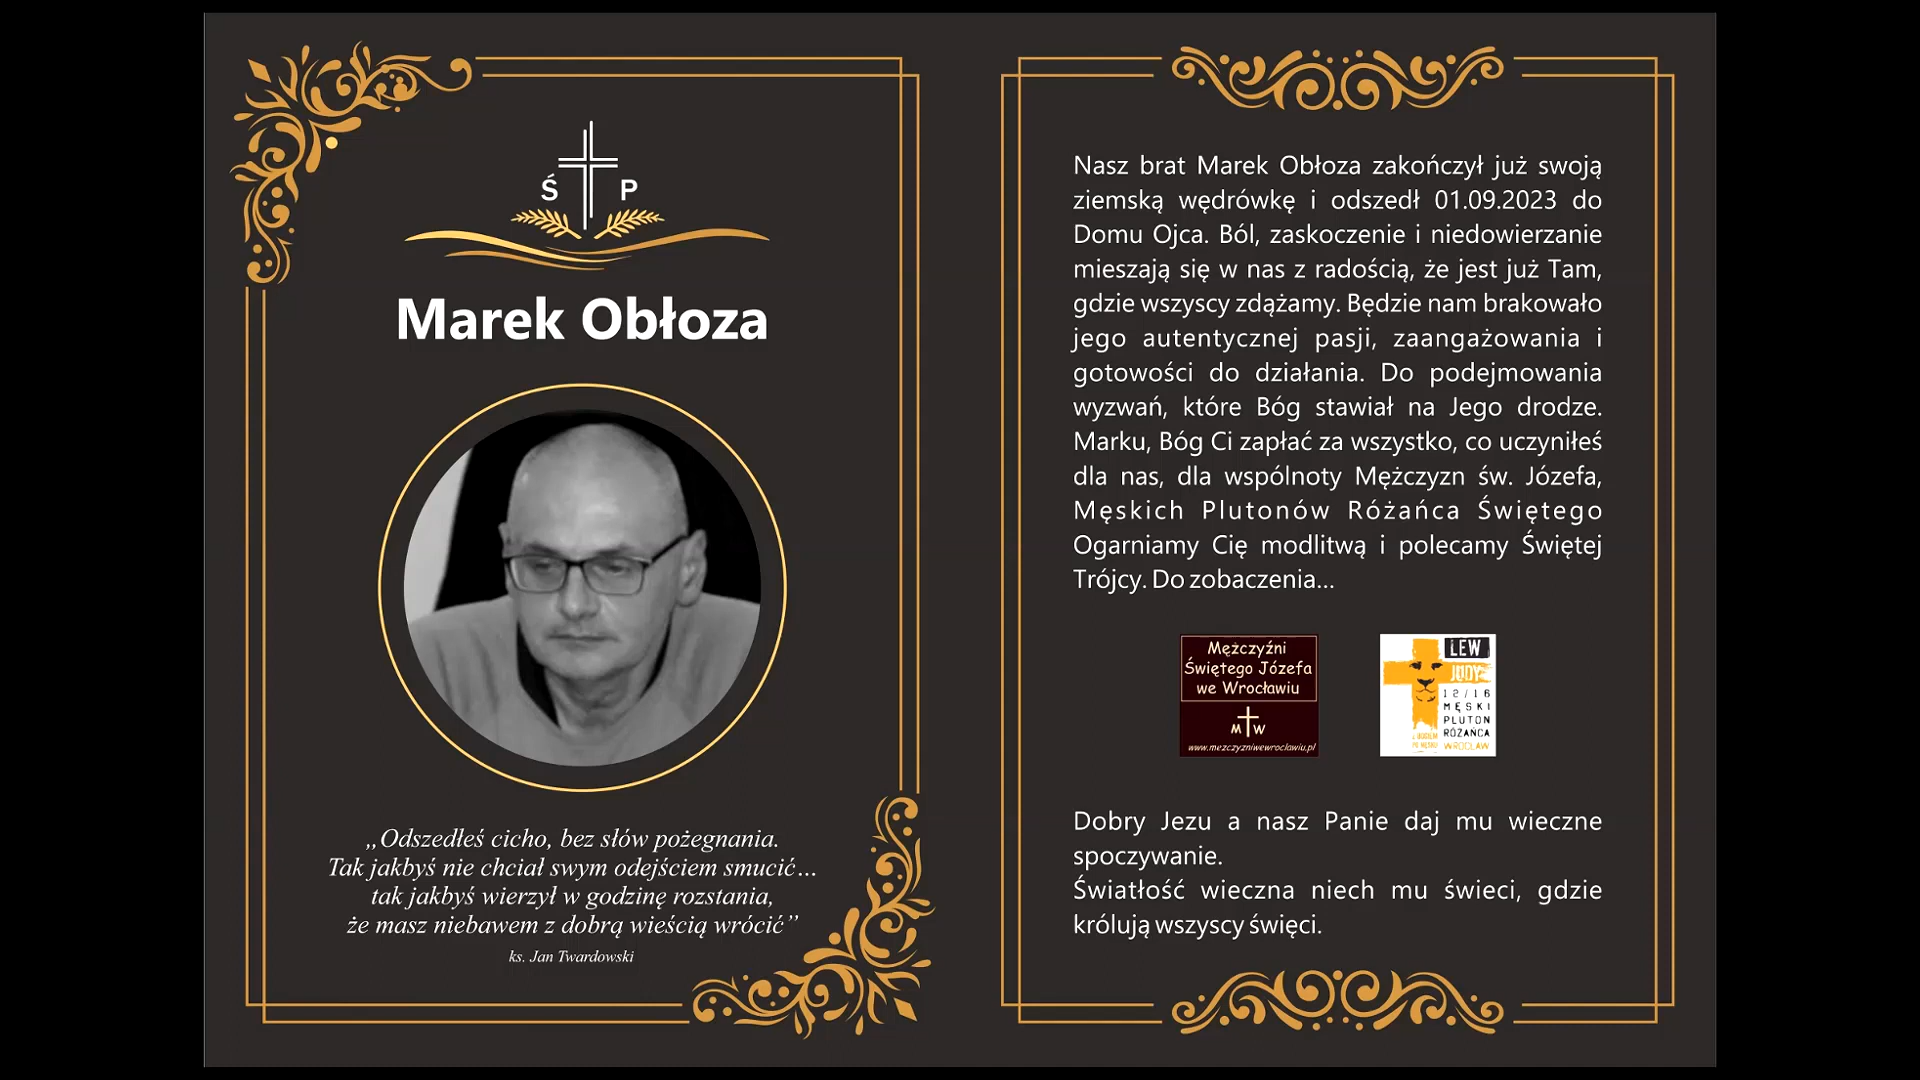 Ś P
Marek Obłoza
„Odszedłeś cicho, bez słów pożegnania.
Tak jakbyś nie chciał swym odejściem smucić…
tak jakbyś wierzył w godzinę rozstania,
że masz niebawem z dobrą wieścią wrócić”
ks. Jan Twardowski
Nasz brat Marek Obłoza zakończył już swoją
ziemską wędrówkę i odszedł 01.09.2023 do
Domu Ojca. Ból, zaskoczenie i niedowierzanie
mieszają się w nas z radością, że jest już Tam,
gdzie wszyscy zdążamy. Będzie nam brakowało
jego autentycznej pasji, zaangażowania i
gotowości do działania. Do podejmowania
wyzwań, które Bóg stawiał na Jego drodze.
Marku, Bóg Ci zapłać za wszystko, co uczyniłeś
dla nas, dla wspólnoty Mężczyzn św. Józefa,
Męskich Plutonów Różańca Świętego
Ogarniamy Cię modlitwą i polecamy Świętej
Trójcy. Do zobaczenia...
Mężczyźni
Świętego Józefa
we Wrocławiu
M W
www.mezczyzniwewroclawiu.pl
LEW
JUDY
12/16
MĘSKI
PLUTON
RÓŻAŃCA
WROCŁAW
Dobry Jezu a nasz Panie daj mu wieczne
spoczywanie.
Światłość wieczna niech mu świeci, gdzie
królują wszyscy święci.